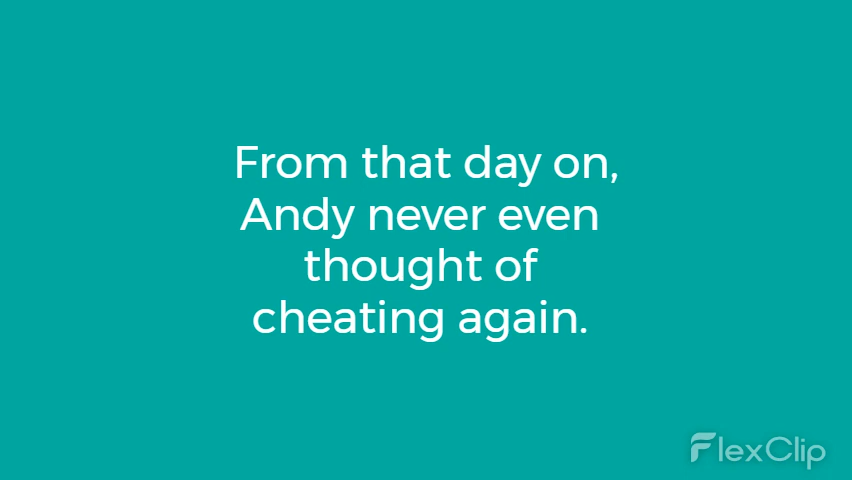 From that day on,
Andy never even
thought of
cheating again.
FlexClip